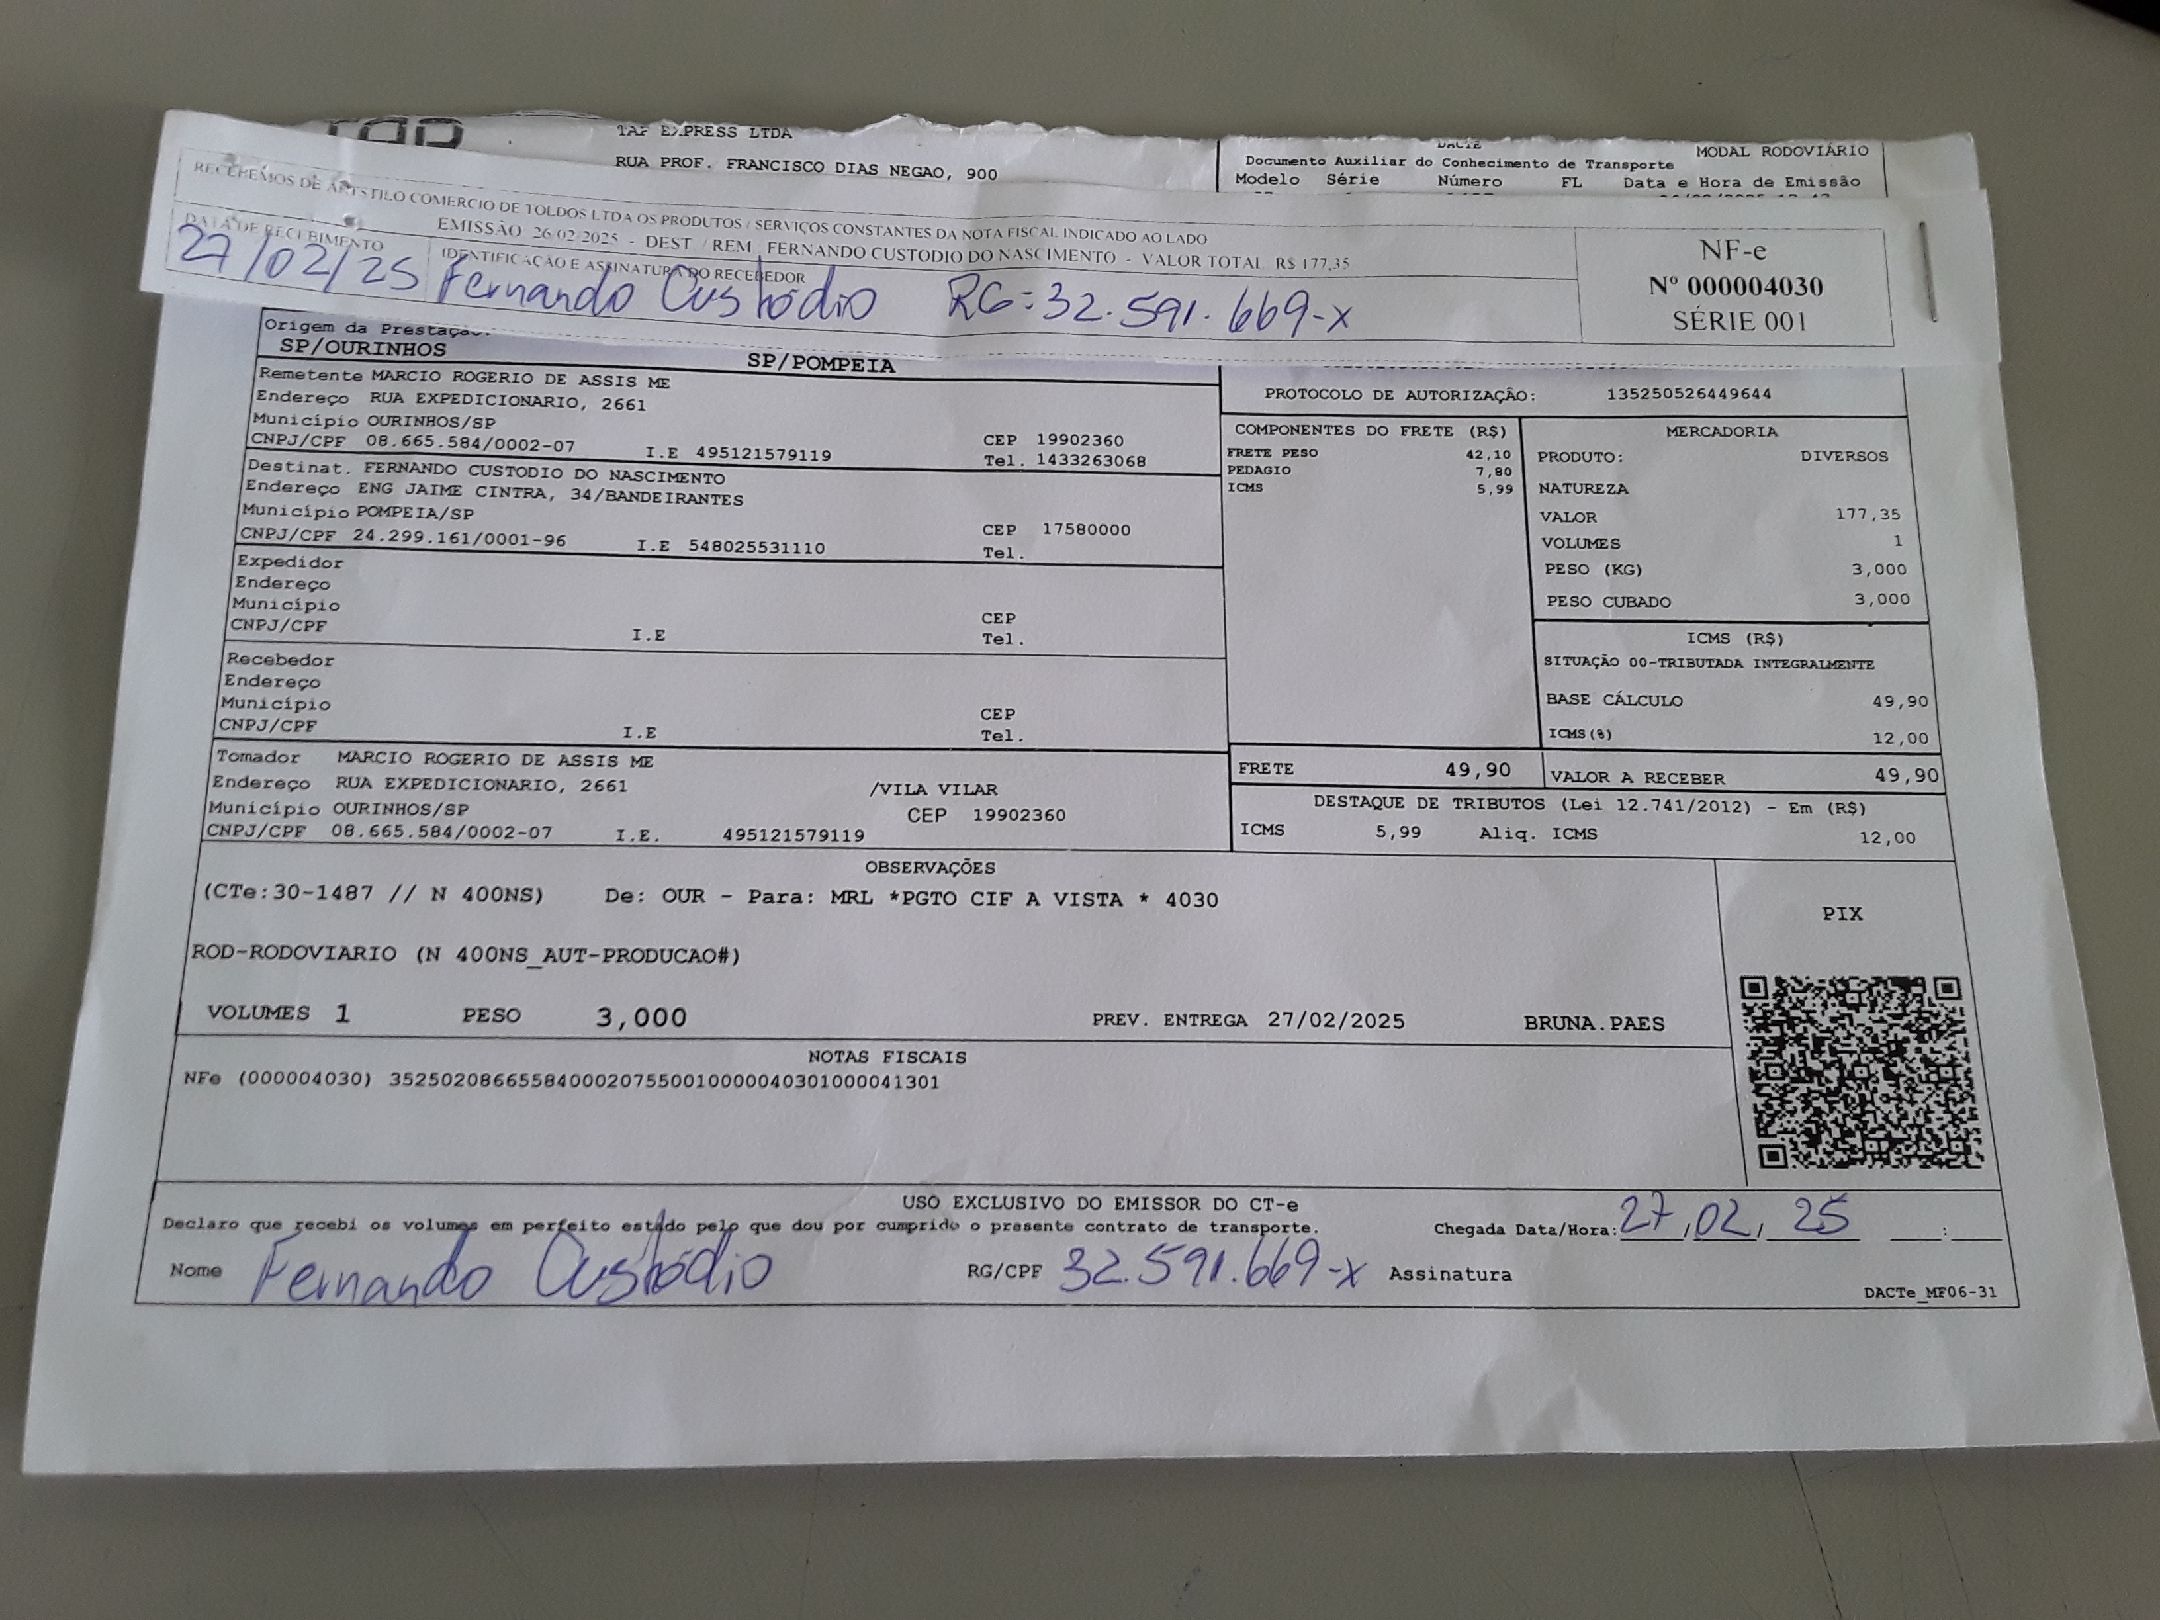 TAF EXPRESS LTDA
RUA PROF. FRANCISCO DIAS NEGAO, 900
DACTE
MODAL RODOVIÁRIO
Documento Auxiliar do Conhecimento de Transporte
Modelo Série Número FL Data e Hora de Emissão
RECEBEMOS DE ARTSTILO COMERCIO DE TOLDOS LTDA OS PRODUTOS / SERVIÇOS CONSTANTES DA NOTA FISCAL INDICADO AO LADO
EMISSÃO 26/02/2025 - DEST / REM FERNANDO CUSTODIO DO NASCIMENTO - VALOR TOTAL R$ 177,35
DATA DE RECEBIMENTO
IDENTIFICAÇÃO E ASSINATURA DO RECEBEDOR
27/02/25 Fernando Custódio RG: 32.591.669-x
NF-e
Nº 000004030
SÉRIE 001
Origem da Prestação
SP/OURINHOS SP/POMPEIA
Remetente MARCIO ROGERIO DE ASSIS ME
Endereço RUA EXPEDICIONARIO, 2661
Município OURINHOS/SP CEP 19902360
CNPJ/CPF 08.665.584/0002-07 I.E 495121579119 Tel. 1433263068
Destinat. FERNANDO CUSTODIO DO NASCIMENTO
Endereço ENG JAIME CINTRA, 34/BANDEIRANTES
Município POMPEIA/SP CEP 17580000
CNPJ/CPF 24.299.161/0001-96 I.E 548025531110 Tel.
Expedidor
Endereço
Município CEP
CNPJ/CPF I.E Tel.
Recebedor
Endereço
Município CEP
CNPJ/CPF I.E Tel.
Tomador MARCIO ROGERIO DE ASSIS ME
Endereço RUA EXPEDICIONARIO, 2661 /VILA VILAR
Município OURINHOS/SP CEP 19902360
CNPJ/CPF 08.665.584/0002-07 I.E. 495121579119
PROTOCOLO DE AUTORIZAÇÃO: 135250526449644
COMPONENTES DO FRETE (R$)
FRETE PESO 42,10
PEDAGIO 7,80
ICMS 5,99
MERCADORIA
PRODUTO: DIVERSOS
NATUREZA
VALOR 177,35
VOLUMES 1
PESO (KG) 3,000
PESO CUBADO 3,000
ICMS (R$)
SITUAÇÃO 00-TRIBUTADA INTEGRALMENTE
BASE CÁLCULO 49,90
ICMS(%) 12,00
FRETE 49,90 VALOR A RECEBER 49,90
DESTAQUE DE TRIBUTOS (Lei 12.741/2012) - Em (R$)
ICMS 5,99 Aliq. ICMS 12,00
OBSERVAÇÕES
(CTe:30-1487 // N 400NS) De: OUR - Para: MRL *PGTO CIF A VISTA * 4030
ROD-RODOVIARIO (N 400NS_AUT-PRODUCAO#)
VOLUMES 1 PESO 3,000 PREV. ENTREGA 27/02/2025 BRUNA.PAES
PIX
NOTAS FISCAIS
NFe (000004030) 35250208665584000207550010000040301000041301
USO EXCLUSIVO DO EMISSOR DO CT-e
Declaro que recebi os volumes em perfeito estado pelo que dou por cumprido o presente contrato de transporte. Chegada Data/Hora: 27/02/25 :
Nome Fernando Custódio RG/CPF 32.591.669-x Assinatura
DACTe_MF06-31